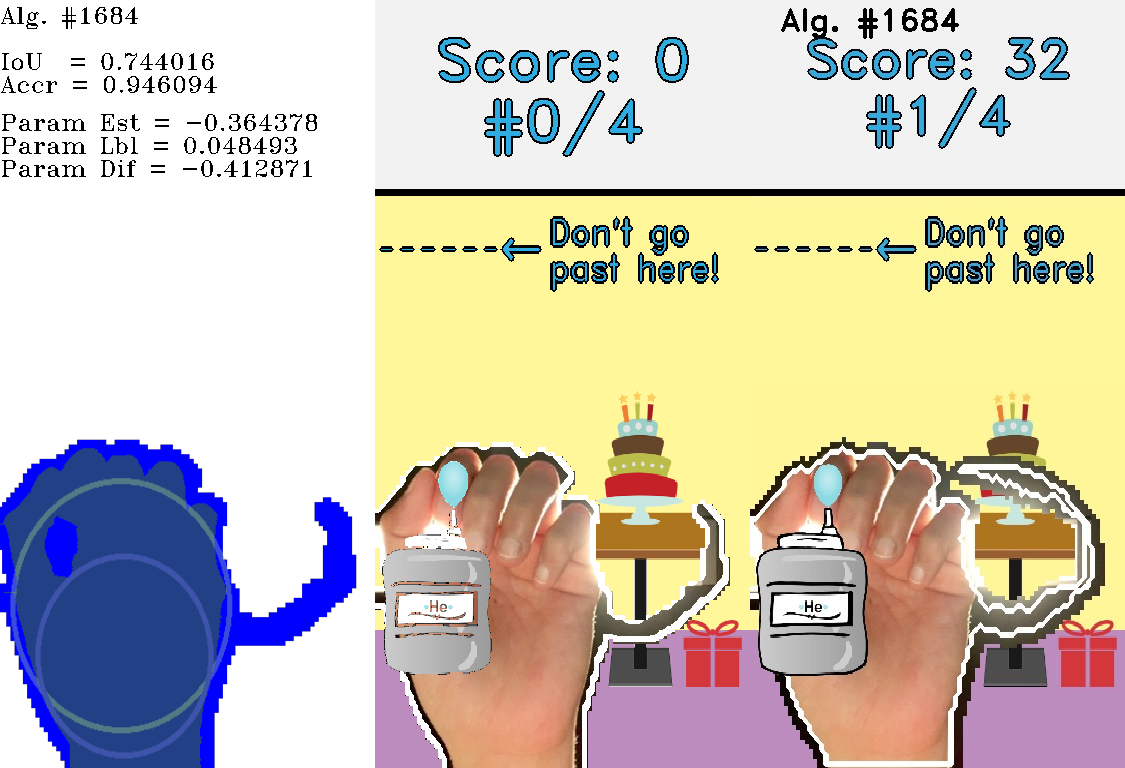 Alg. #1684
IoU = 0.744016
Accr = 0.946094
Param Est = −0.364378
Param Lbl = 0.048493
Param Dif = −0.412871
Score: 0
#0/4
Don't go
past here!
He
Alg. #1684
Score: 32
#1/4
Don't go
past here!
He